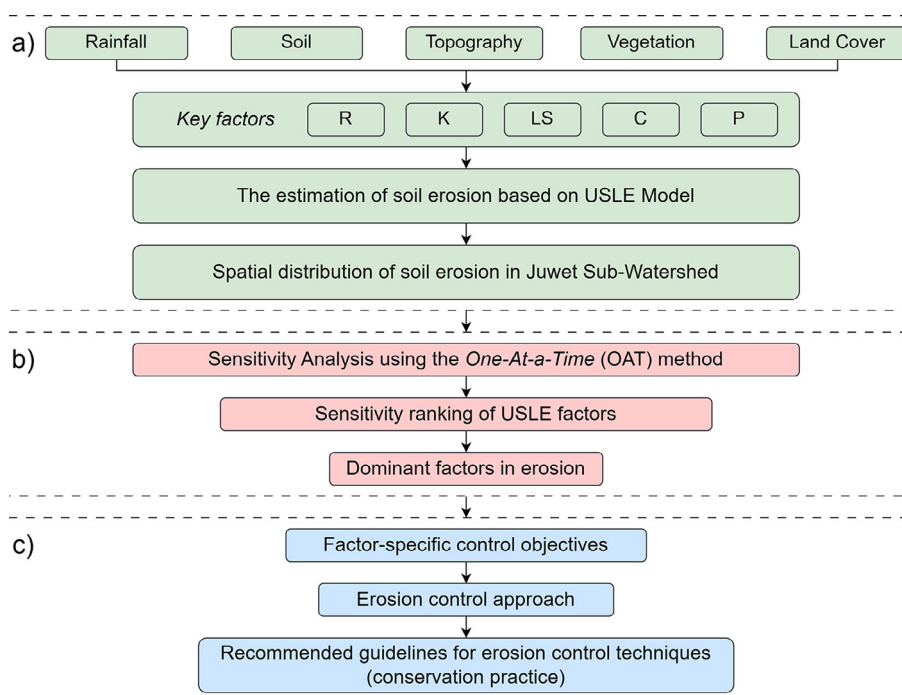 a)
Rainfall
Soil
Topography
Vegetation
Land Cover
Key factors
R
K
LS
C
P
The estimation of soil erosion based on USLE Model
Spatial distribution of soil erosion in Juwet Sub-Watershed
b)
Sensitivity Analysis using the One-At-a-Time (OAT) method
Sensitivity ranking of USLE factors
Dominant factors in erosion
c)
Factor-specific control objectives
Erosion control approach
Recommended guidelines for erosion control techniques
(conservation practice)